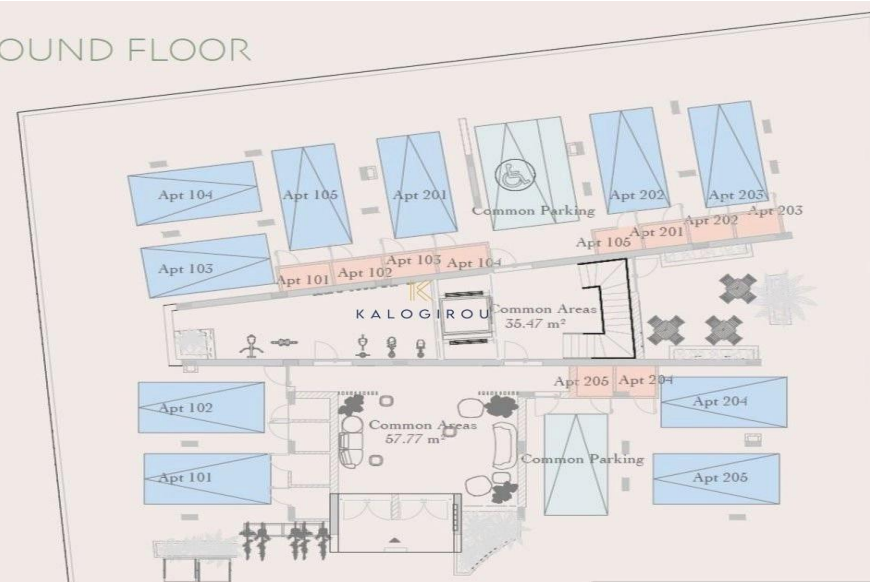 OUND FLOOR
Apt 104
Apt 105
Apt 201
Common Parking
Apt 202
Apt 203
Apt 103
Apt 101
Apt 102
Apt 103
Apt 104
Apt 105
Apt 201
Apt 202
Apt 203
KALOGIROU
Common Areas
35.47 m²
Apt 205
Apt 204
Apt 102
Common Areas
57.77 m²
Apt 204
Common Parking
Apt 101
Apt 205